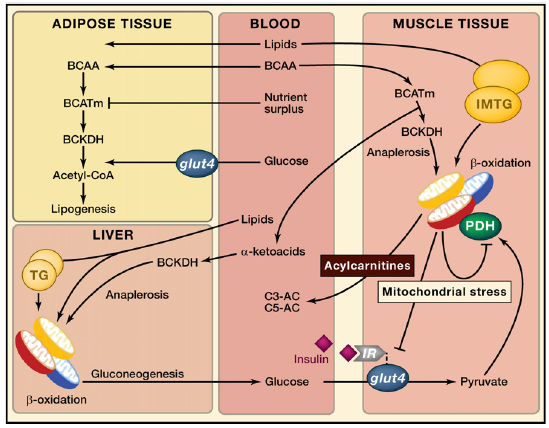 ADIPOSE TISSUE
BLOOD
MUSCLE TISSUE
Lipids
BCAA
BCAA
BCATm
IMTG
BCATm
Nutrient
surplus
BCKDH
BCKDH
Anaplerosis
β-oxidation
glut4
Glucose
Acetyl-CoA
Lipogenesis
PDH
LIVER
Lipids
TG
BCKDH
α-ketoacids
Acylcarnitines
Anaplerosis
C3-AC
C5-AC
Mitochondrial stress
Insulin
IR
Gluconeogenesis
Glucose
glut4
Pyruvate
β-oxidation